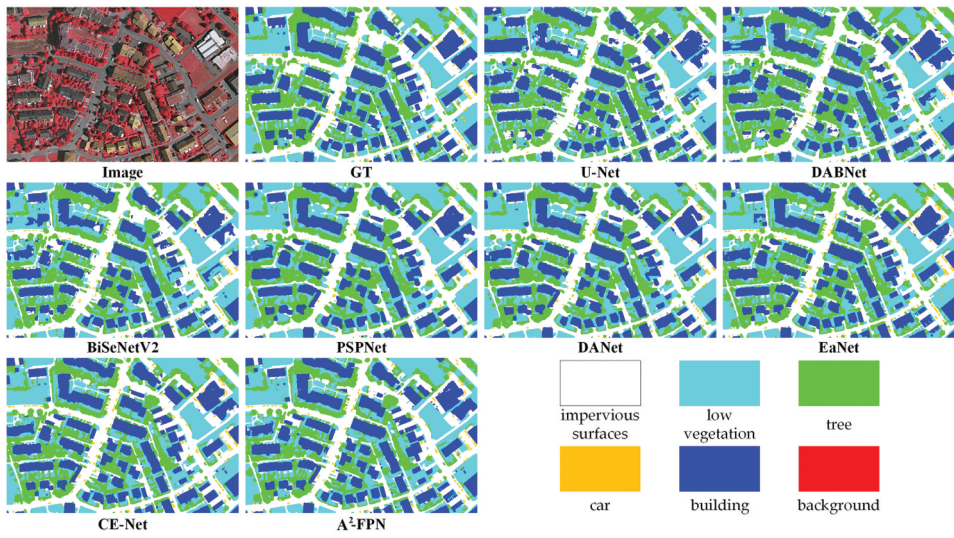 Image
GT
U-Net
DABNet
BiSeNetV2
PSPNet
DANet
EaNet
impervious
surfaces
low
vegetation
tree
car
building
background
CE-Net
A²-FPN